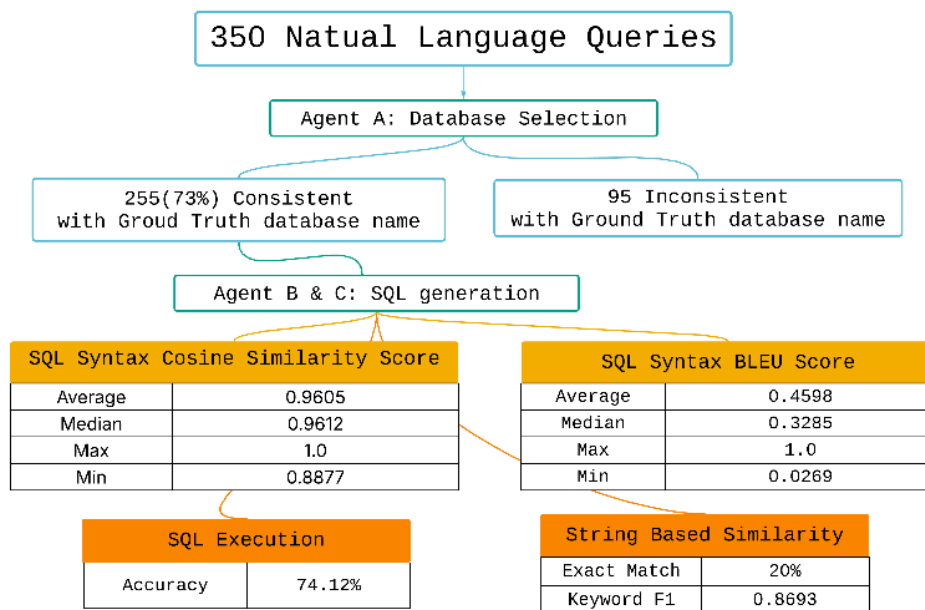 350 Natual Language Queries
Agent A: Database Selection
255(73%) Consistent
with Groud Truth database name
95 Inconsistent
with Ground Truth database name
Agent B & C: SQL generation
SQL Syntax Cosine Similarity Score
Average 0.9605
Median 0.9612
Max 1.0
Min 0.8877
SQL Syntax BLEU Score
Average 0.4598
Median 0.3285
Max 1.0
Min 0.0269
SQL Execution
Accuracy 74.12%
String Based Similarity
Exact Match 20%
Keyword F1 0.8693